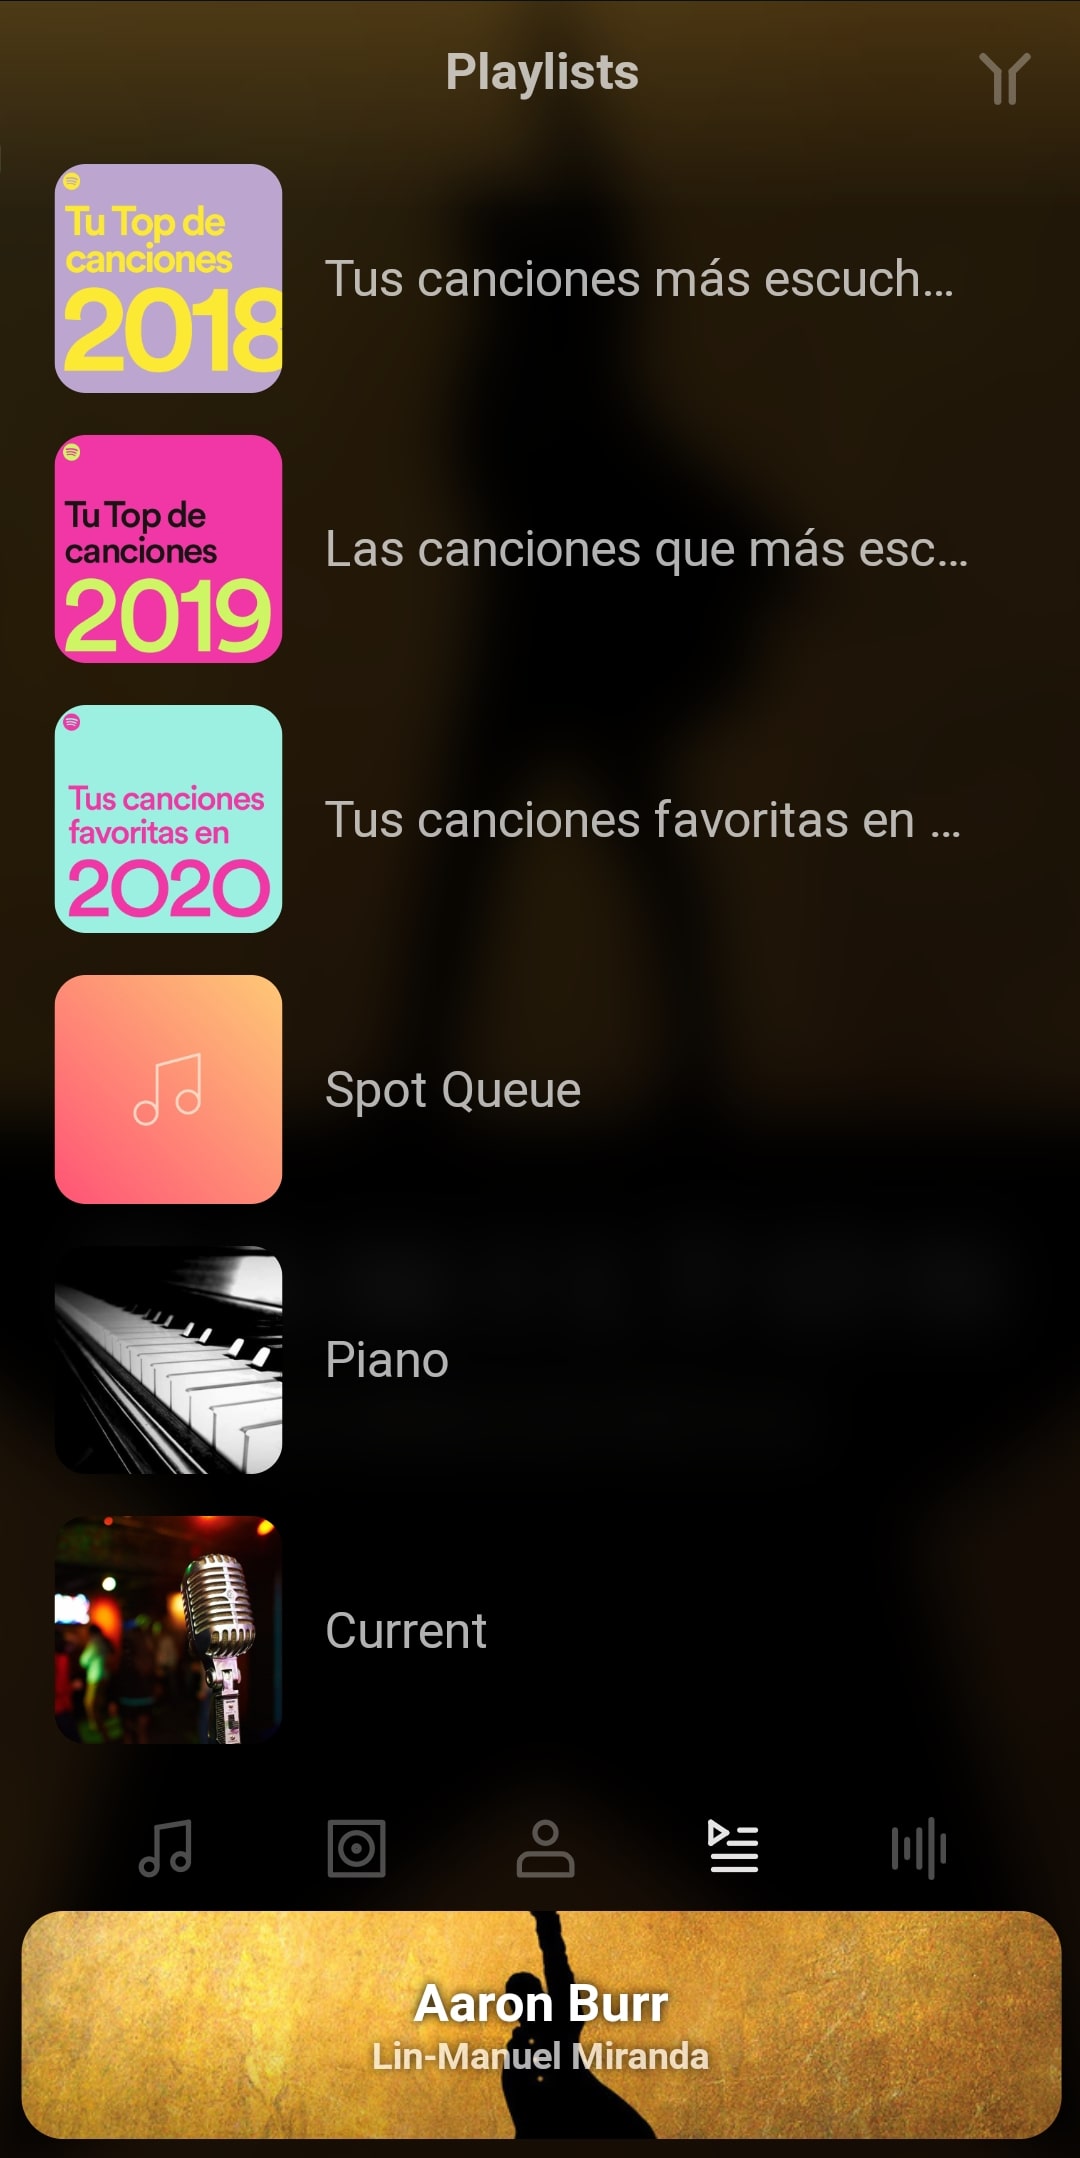 Playlists
Tu Top de
canciones
2018
Tus canciones más escuch…
Tu Top de
canciones
2019
Las canciones que más esc…
Tus canciones
favoritas en
2020
Tus canciones favoritas en …
Spot Queue
Piano
Current
Aaron Burr
Lin-Manuel Miranda